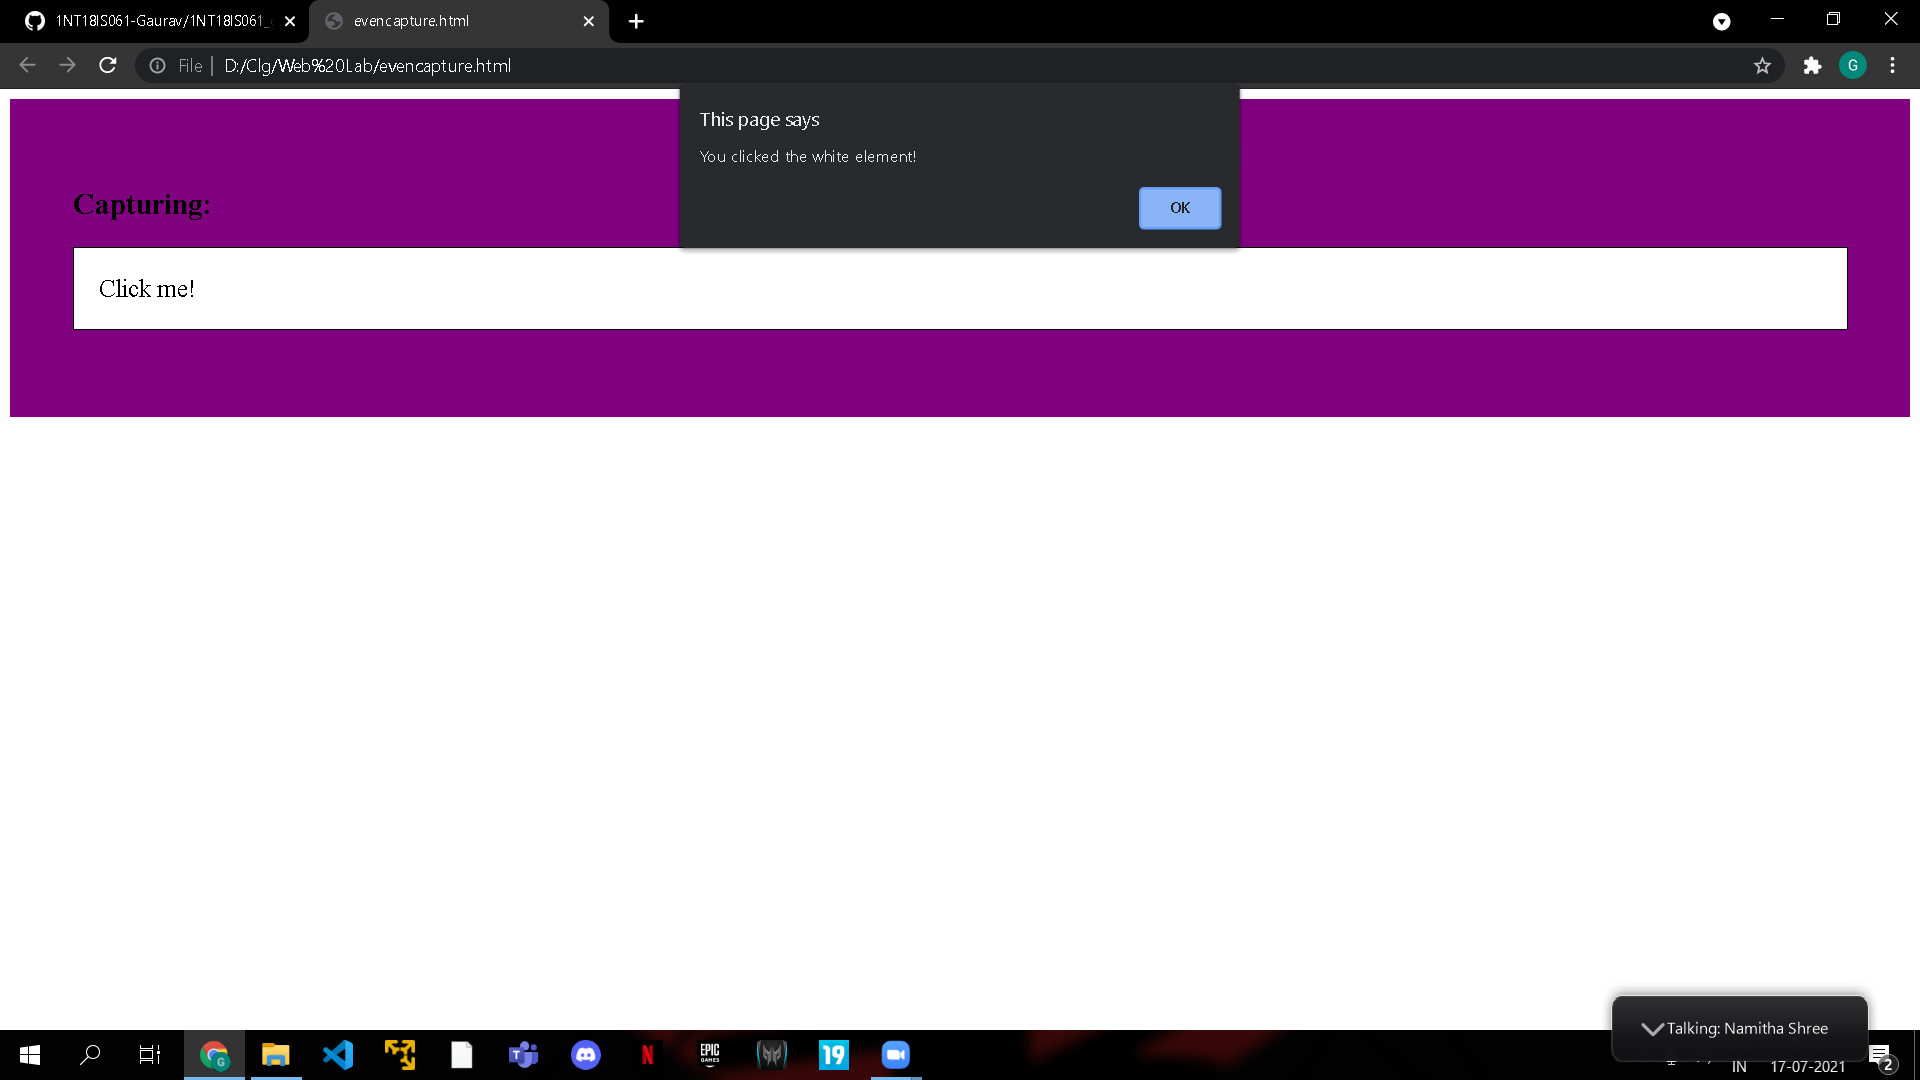 1NT18IS061-Gaurav/1NT18IS061_
evencapture.html
File | D:/Clg/Web%20Lab/evencapture.html
G
This page says
You clicked the white element!
OK
Capturing:
Click me!
Talking: Namitha Shree
G
T
N
EPIC
GAMES
19
IN
17-07-2021
2